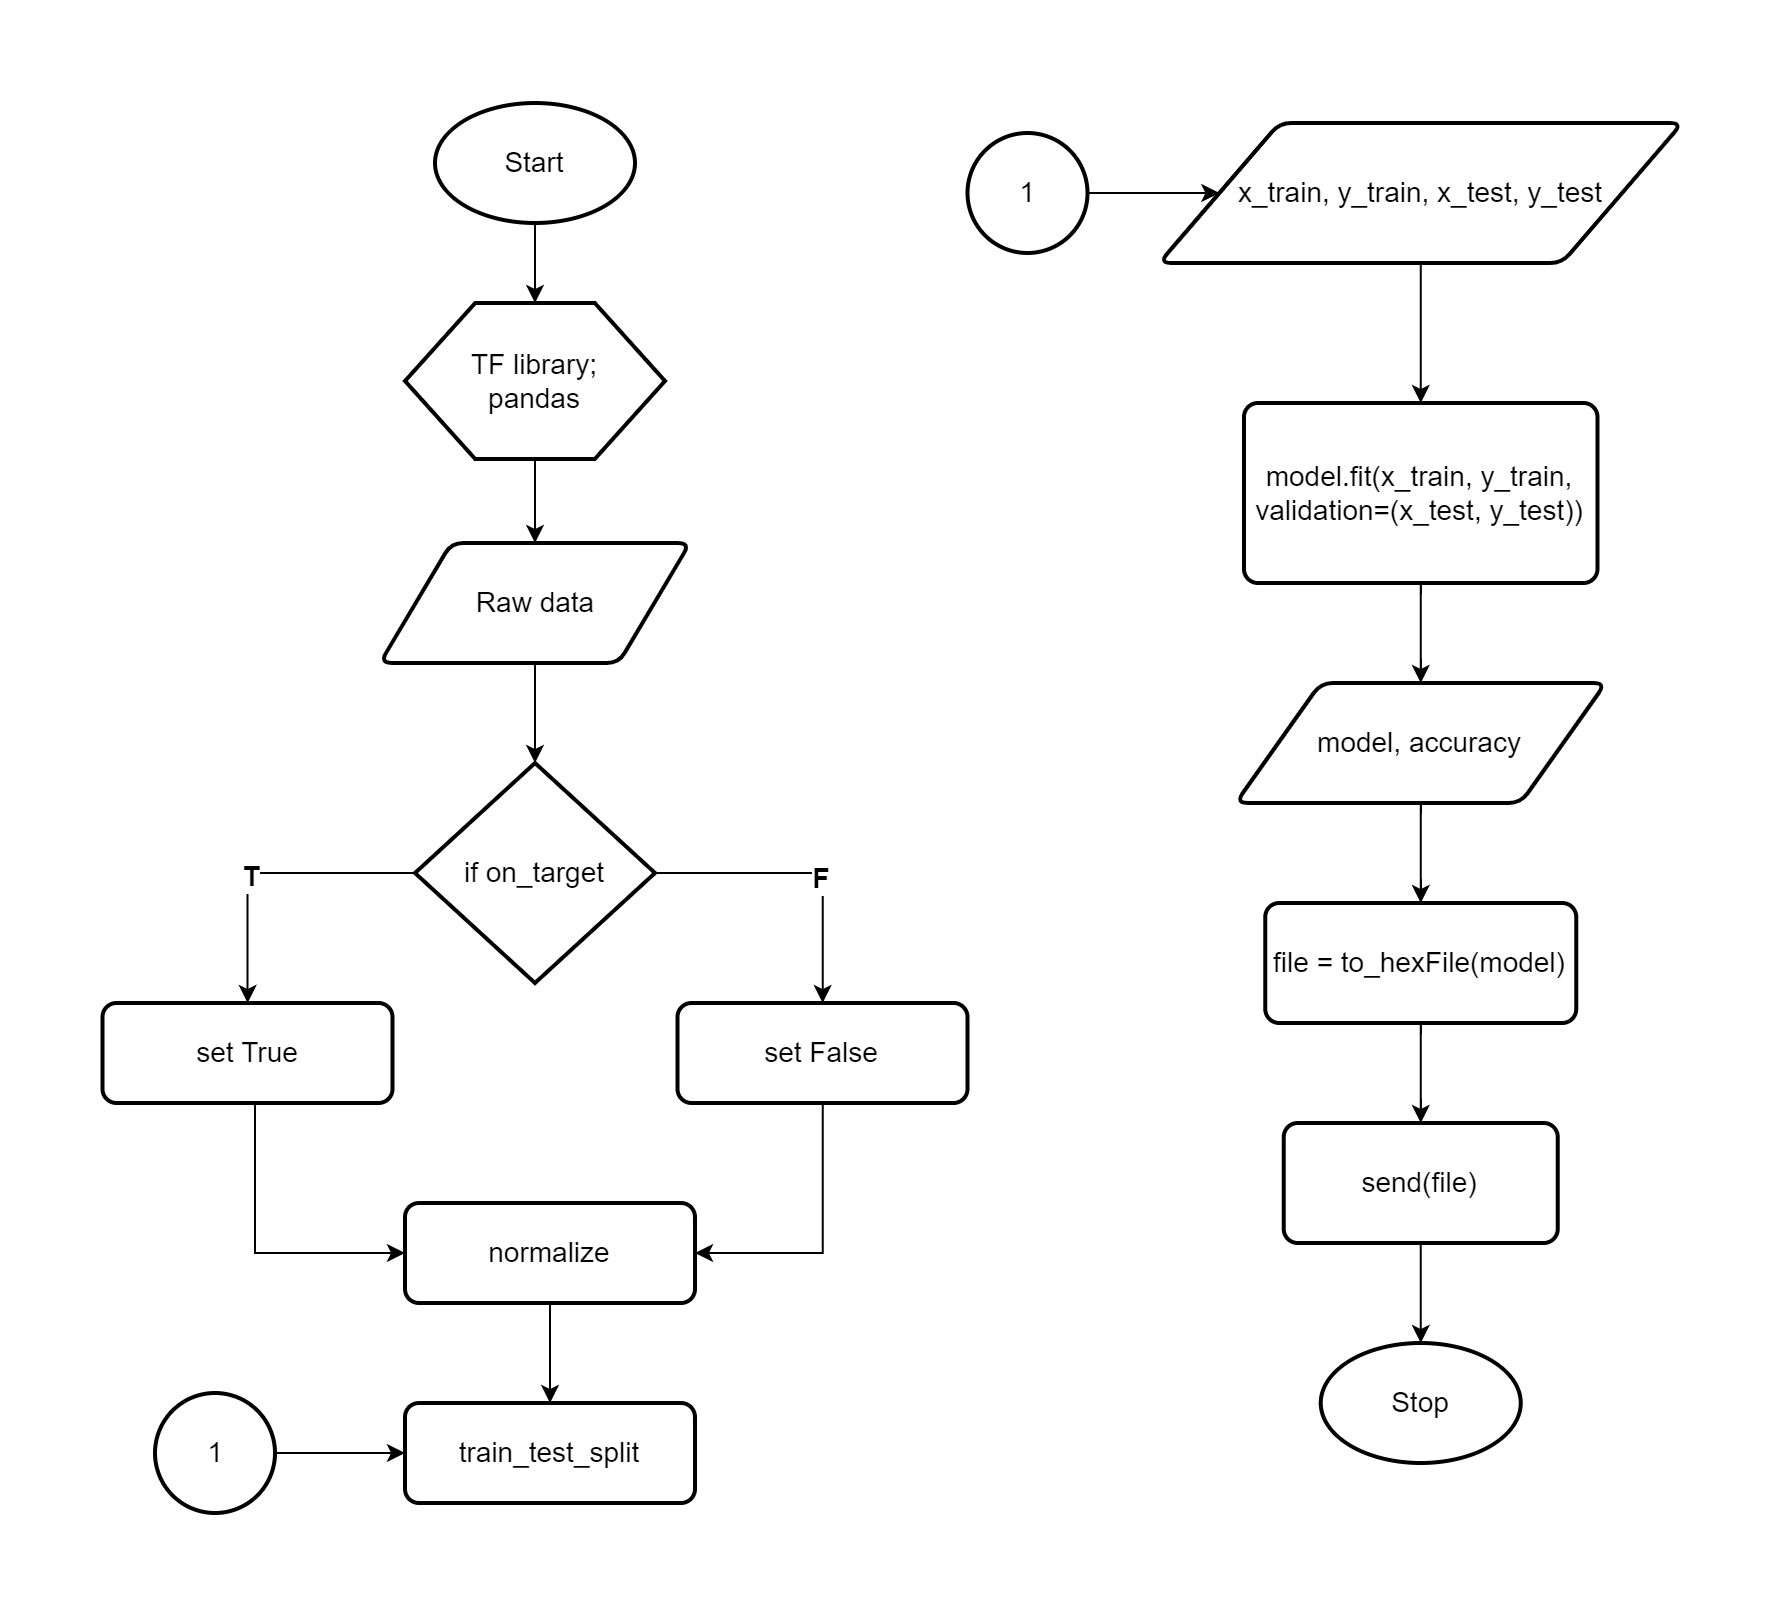 Start
TF library;
pandas
Raw data
if on_target
T
F
set True
set False
normalize
1
train_test_split
1
x_train, y_train, x_test, y_test
model.fit(x_train, y_train,
validation=(x_test, y_test))
model, accuracy
file = to_hexFile(model)
send(file)
Stop